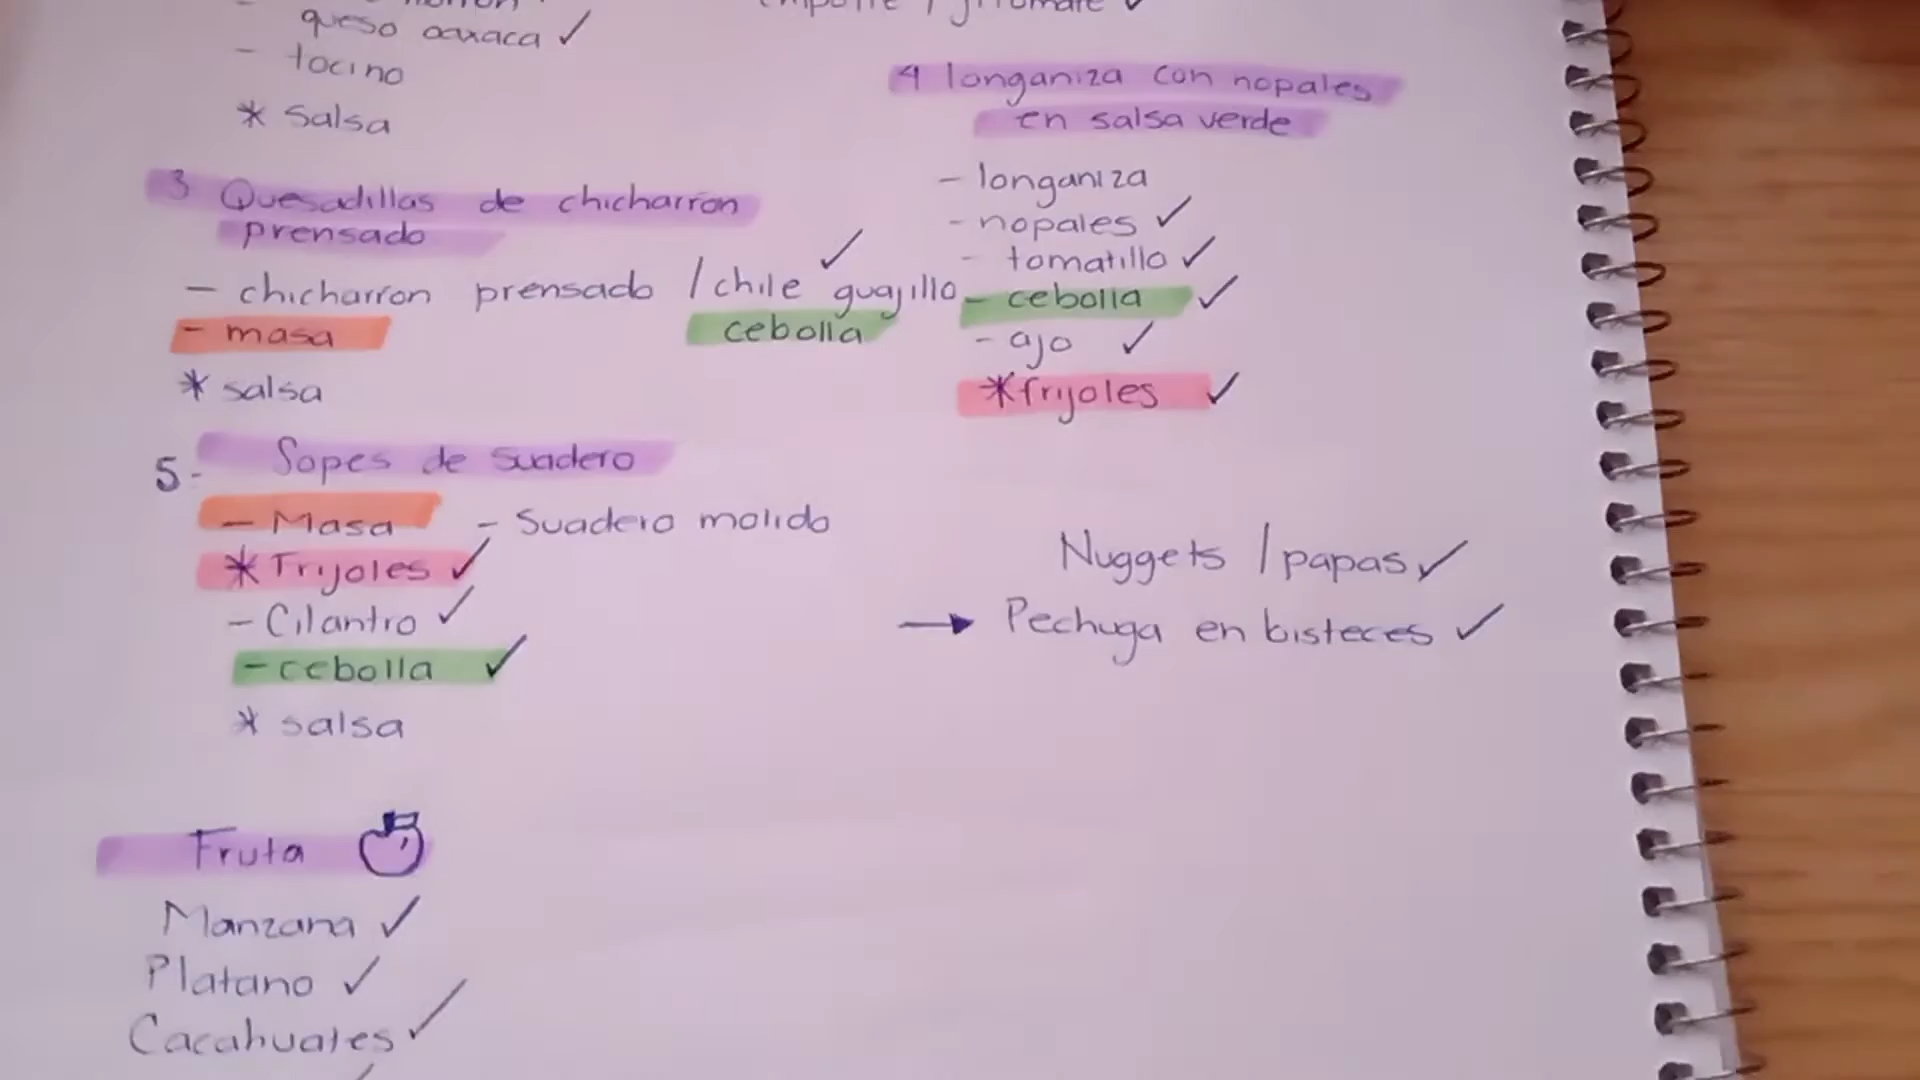 queso oaxaca ✓
- tocino
* salsa
3 Quesadillas de chicharron
prensado
- chicharron prensado / chile guajillo ✓
- masa
cebolla
* salsa
5.- Sopes de suadero
- Masa - Suadero molido
* Frijoles ✓
- Cilantro ✓
- cebolla ✓
* salsa
Fruta
Manzana ✓
Platano ✓
Cacahuates ✓
4 longaniza con nopales
en salsa verde
- longaniza
- nopales ✓
- tomatillo ✓
- cebolla ✓
- ajo ✓
* frijoles ✓
Nuggets / papas ✓
→ Pechuga en bisteces ✓